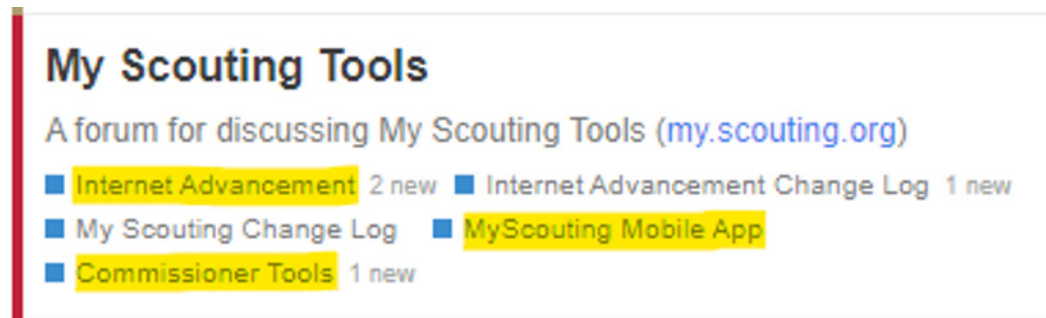 My Scouting Tools
A forum for discussing My Scouting Tools (my.scouting.org)
Internet Advancement 2 new Internet Advancement Change Log 1 new
My Scouting Change Log MyScouting Mobile App
Commissioner Tools 1 new